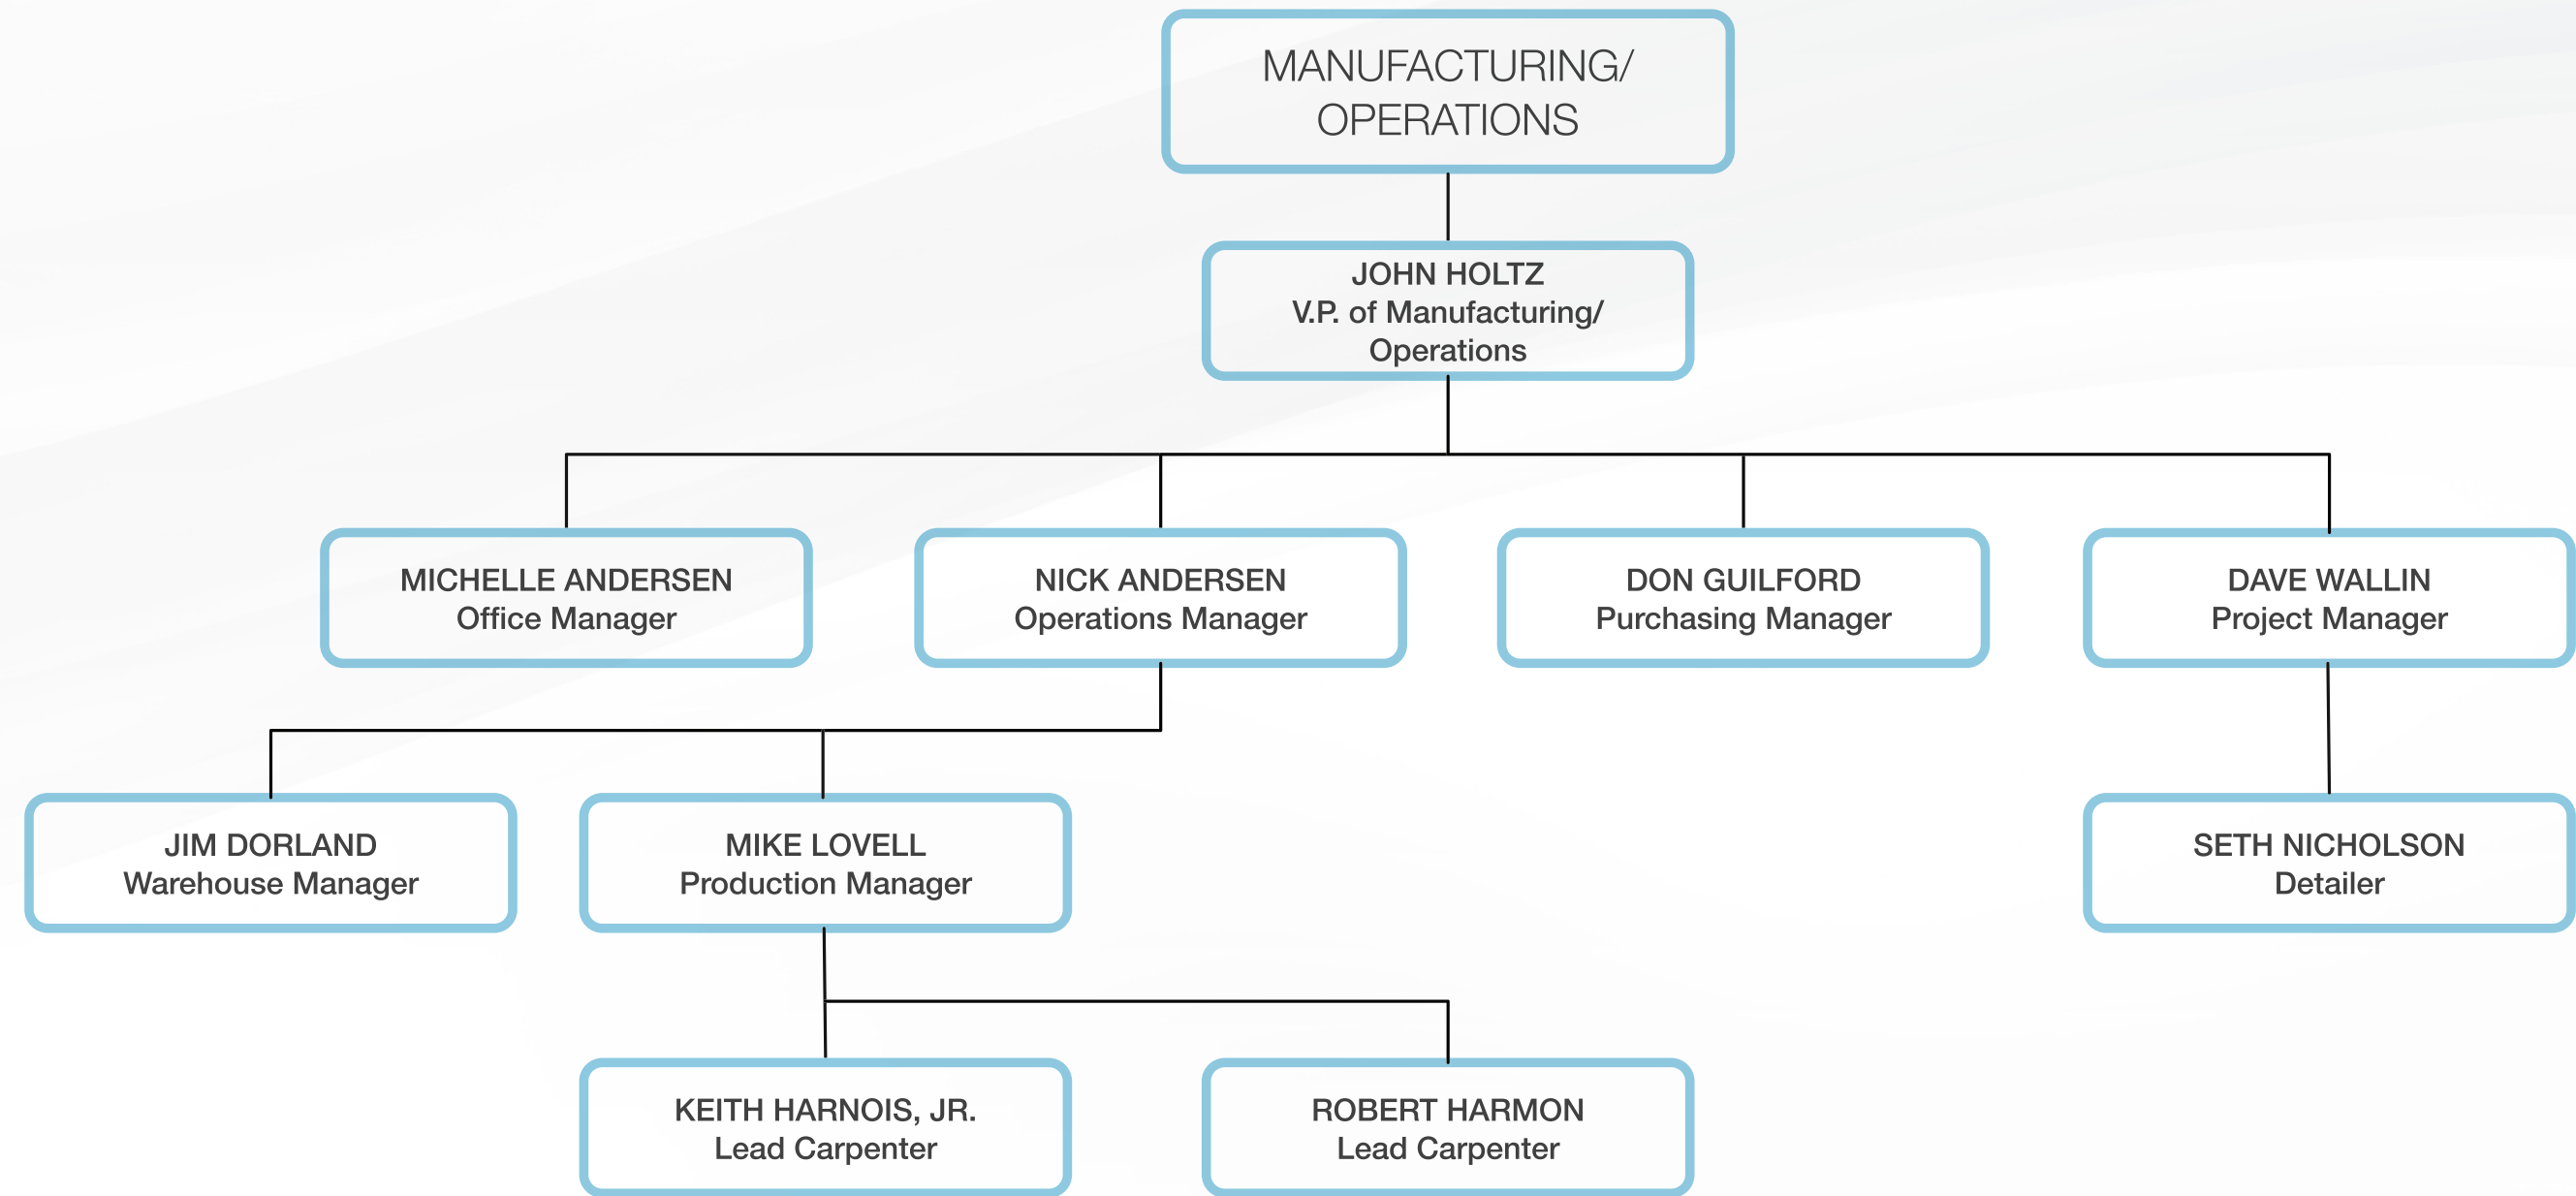 MANUFACTURING/
OPERATIONS
JOHN HOLTZ
V.P. of Manufacturing/
Operations
MICHELLE ANDERSEN
Office Manager
NICK ANDERSEN
Operations Manager
DON GUILFORD
Purchasing Manager
DAVE WALLIN
Project Manager
JIM DORLAND
Warehouse Manager
MIKE LOVELL
Production Manager
SETH NICHOLSON
Detailer
KEITH HARNOIS, JR.
Lead Carpenter
ROBERT HARMON
Lead Carpenter